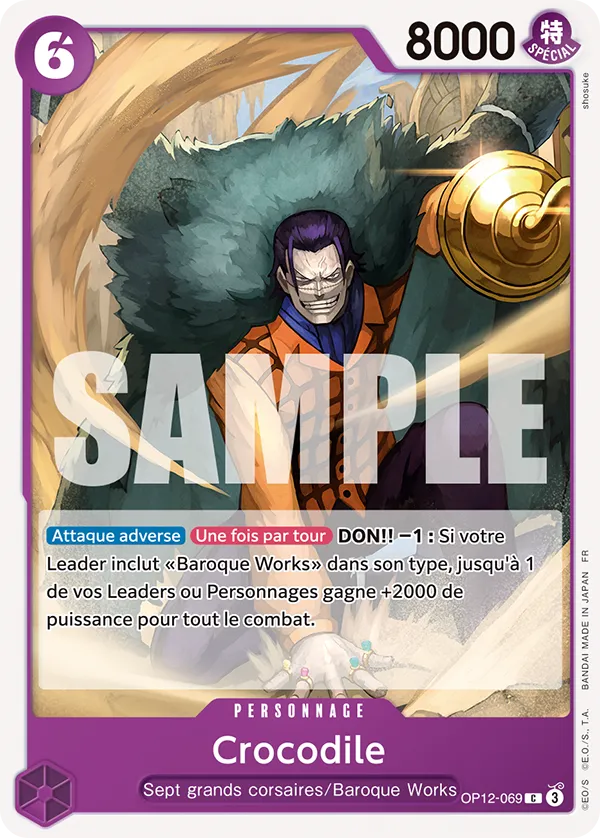 6
8000
特
SPÉCIAL
shosuke
SAMPLE
Attaque adverse Une fois par tour DON!! −1 : Si votre
Leader inclut «Baroque Works» dans son type, jusqu'à 1
de vos Leaders ou Personnages gagne +2000 de
puissance pour tout le combat.
PERSONNAGE
Crocodile
Sept grands corsaires/Baroque Works
OP12-069 C 3
©EO/S ©E.O./S., T.A. BANDAI MADE IN JAPAN FR